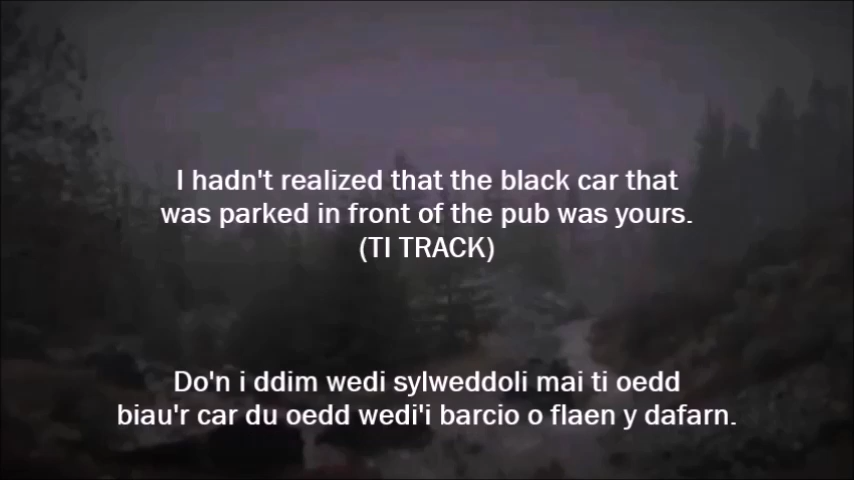 I hadn't realized that the black car that
was parked in front of the pub was yours.
(TI TRACK)
Do'n i ddim wedi sylweddoli mai ti oedd
biau'r car du oedd wedi'i barcio o flaen y dafarn.